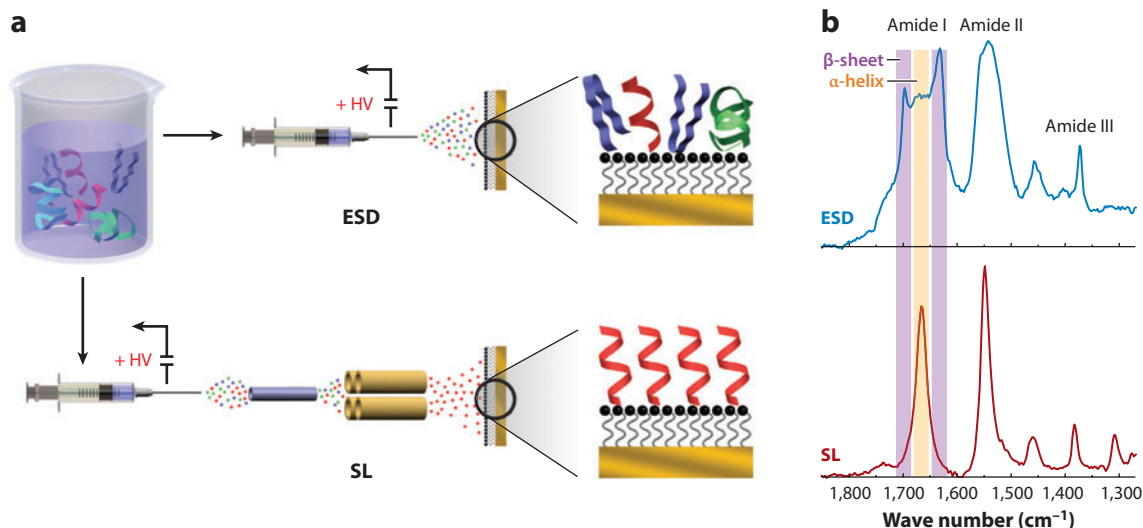 a
+ HV
ESD
+ HV
SL
b
Amide I
Amide II
β-sheet
α-helix
Amide III
ESD
SL
1,800
1,700
1,600
1,500
1,400
1,300
Wave number (cm⁻¹)